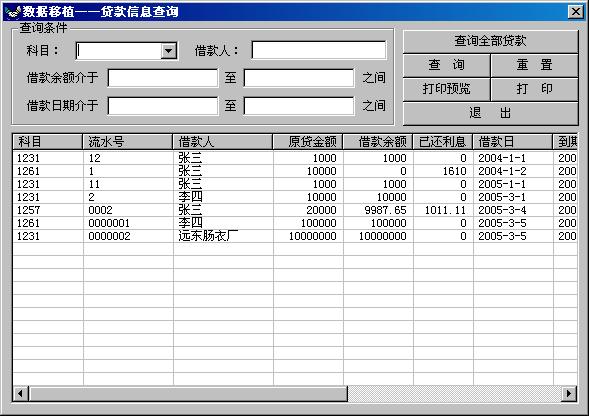 数据移植——贷款信息查询
查询条件
科目： 借款人：
借款余额介于 至 之间
借款日期介于 至 之间
查询全部贷款
查 询 重 置
打印预览 打 印
退 出
科目 流水号 借款人 原贷金额 借款余额 已还利息 借款日 到期
1231 12 张三 1000 1000 0 2004-1-1 200
1261 1 张三 10000 0 1610 2004-1-2 200
1231 11 张三 1000 1000 0 2005-1-1 200
1231 2 李四 10000 10000 0 2005-3-1 200
1257 0002 张三 20000 9987.65 1011.11 2005-3-4 200
1261 0000001 李四 100000 100000 0 2005-3-5 200
1231 0000002 远东肠衣厂 10000000 10000000 0 2005-3-5 200